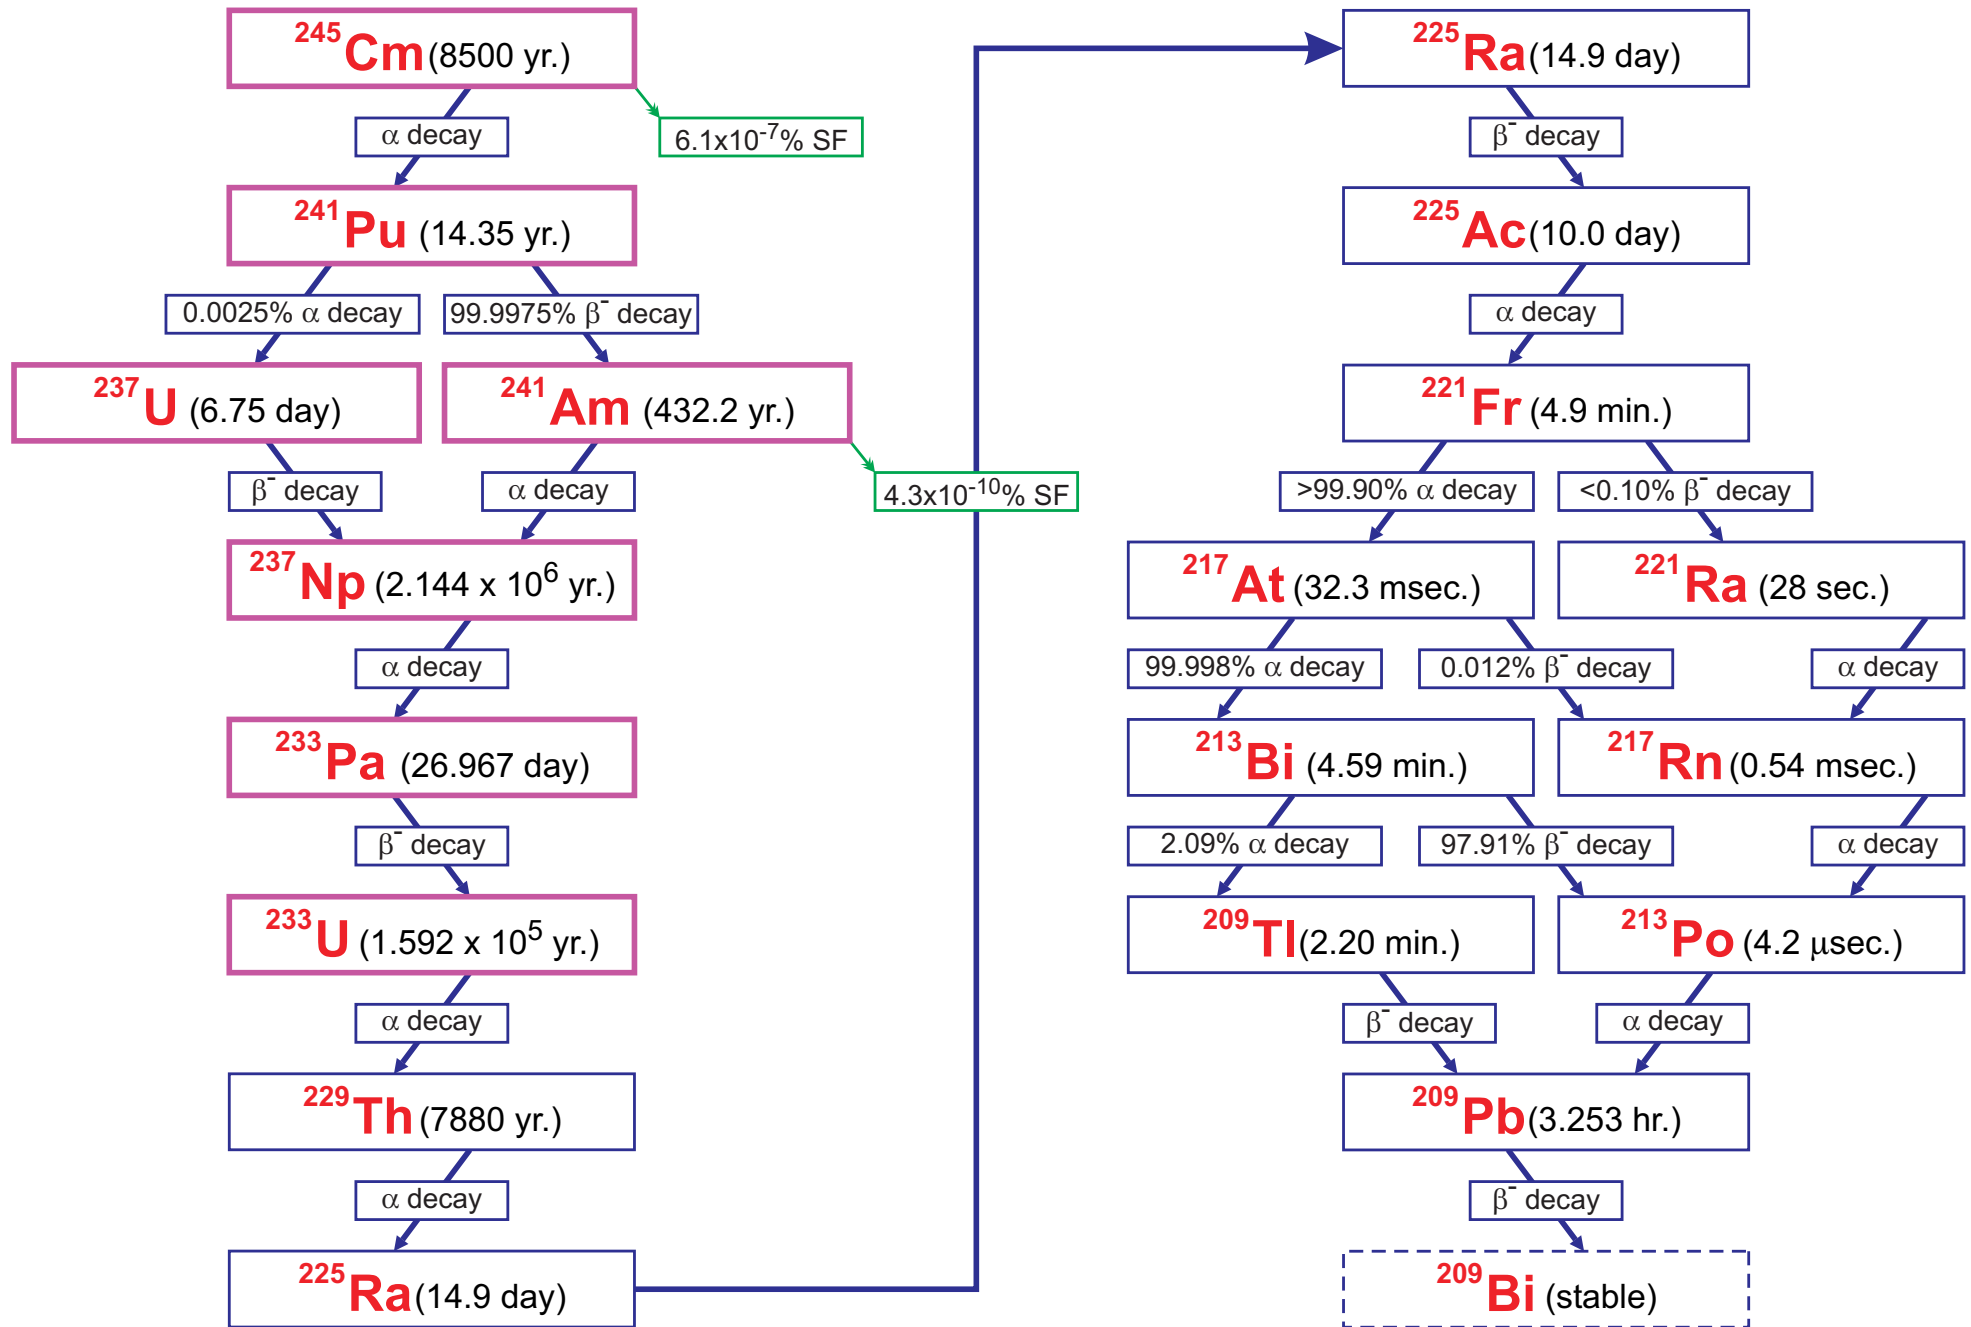 ²⁴⁵Cm (8500 yr.)
α decay
6.1x10⁻⁷% SF
²⁴¹Pu (14.35 yr.)
0.0025% α decay
99.9975% β⁻ decay
²³⁷U (6.75 day)
²⁴¹Am (432.2 yr.)
β⁻ decay
α decay
4.3x10⁻¹⁰% SF
²³⁷Np (2.144 x 10⁶ yr.)
α decay
²³³Pa (26.967 day)
β⁻ decay
²³³U (1.592 x 10⁵ yr.)
α decay
²²⁹Th (7880 yr.)
α decay
²²⁵Ra (14.9 day)
²²⁵Ra (14.9 day)
β⁻ decay
²²⁵Ac (10.0 day)
α decay
²²¹Fr (4.9 min.)
>99.90% α decay
<0.10% β⁻ decay
²¹⁷At (32.3 msec.)
²²¹Ra (28 sec.)
99.998% α decay
0.012% β⁻ decay
α decay
²¹³Bi (4.59 min.)
²¹⁷Rn (0.54 msec.)
2.09% α decay
97.91% β⁻ decay
α decay
²⁰⁹Tl (2.20 min.)
²¹³Po (4.2 μsec.)
β⁻ decay
α decay
²⁰⁹Pb (3.253 hr.)
β⁻ decay
²⁰⁹Bi (stable)